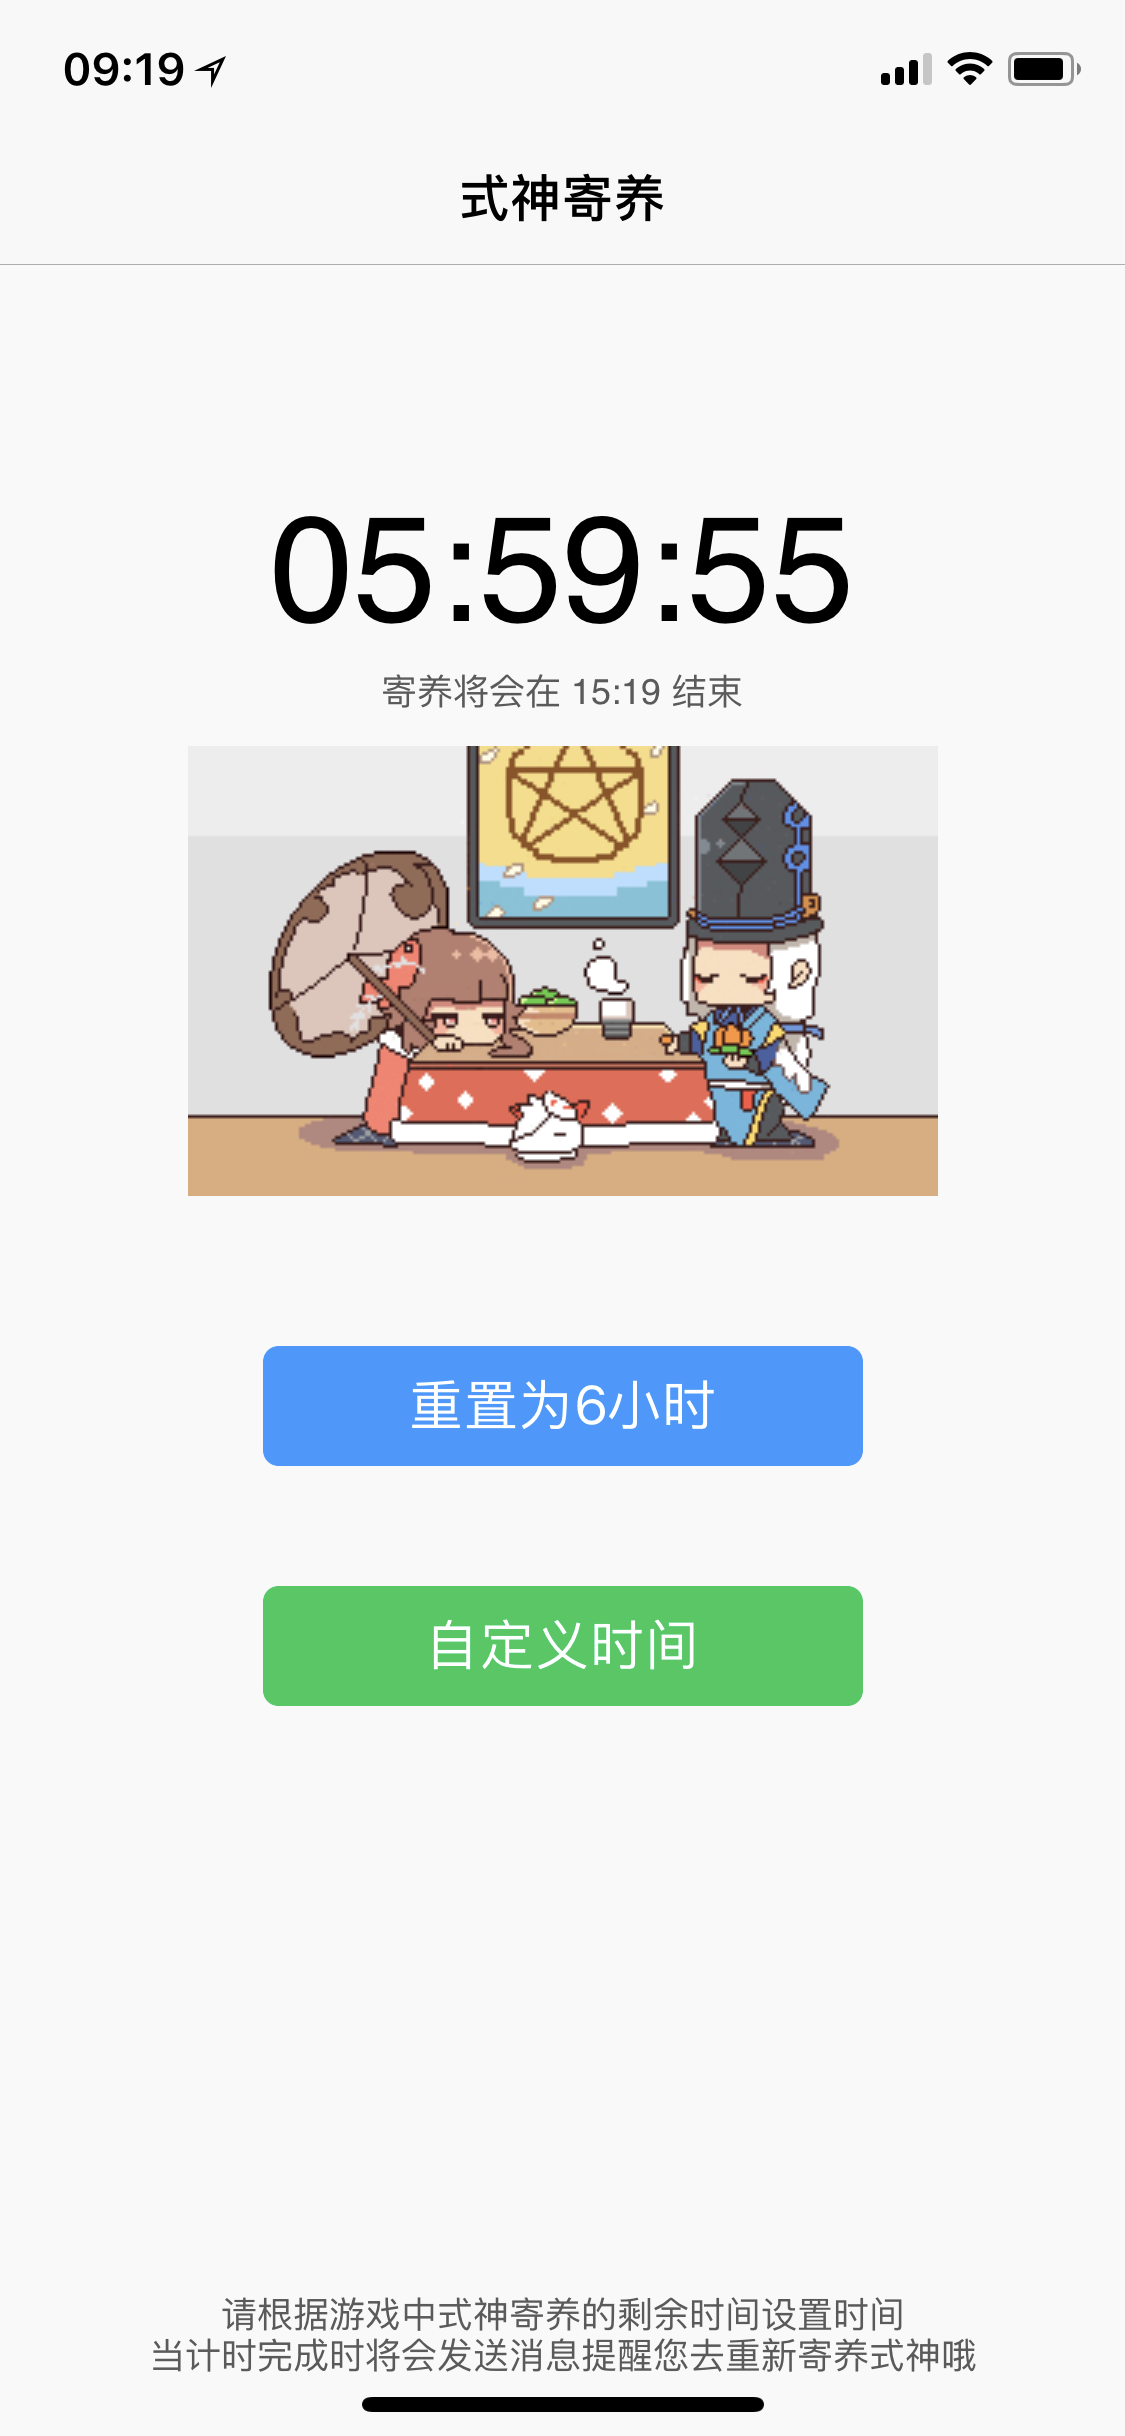 09:19
式神寄养
05:59:55
寄养将会在 15:19 结束
重置为6小时
自定义时间
请根据游戏中式神寄养的剩余时间设置时间
当计时完成时将会发送消息提醒您去重新寄养式神哦